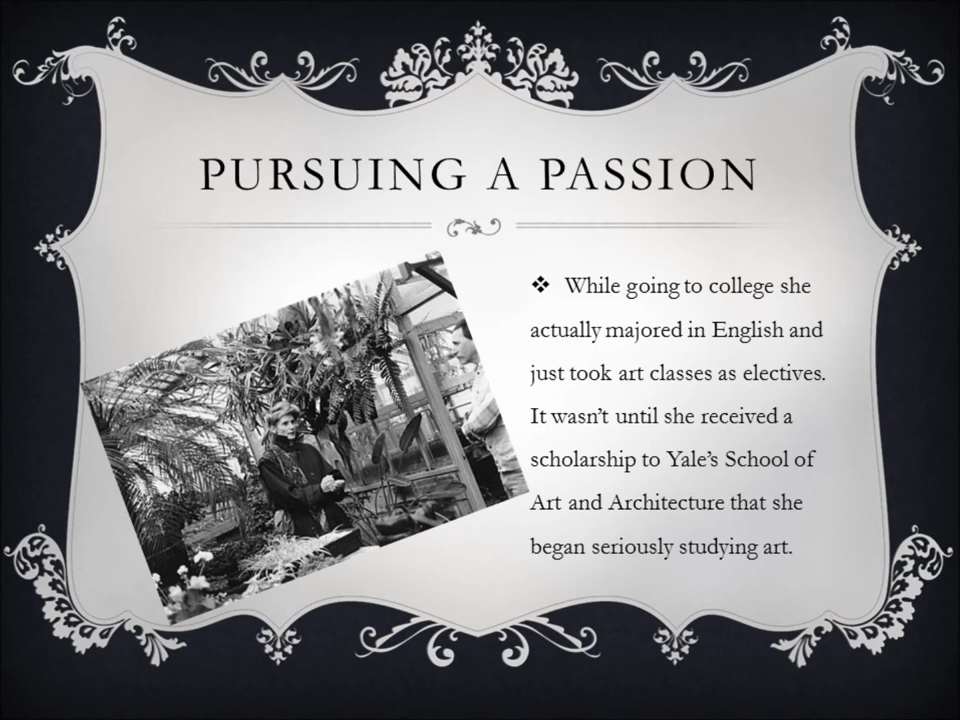 PURSUING A PASSION
❖ While going to college she
actually majored in English and
just took art classes as electives.
It wasn't until she received a
scholarship to Yale's School of
Art and Architecture that she
began seriously studying art.